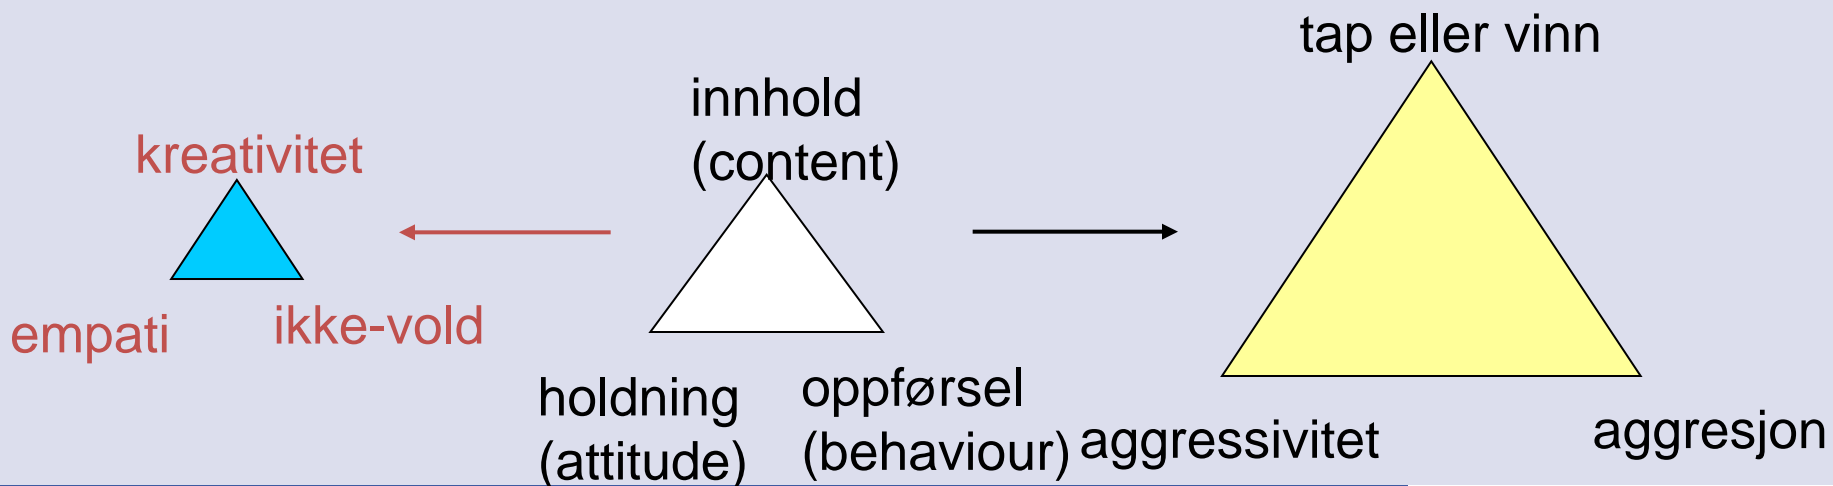 tap eller vinn
innhold
(content)
kreativitet
empati
ikke-vold
holdning
(attitude)
oppførsel
(behaviour)
aggressivitet
aggresjon